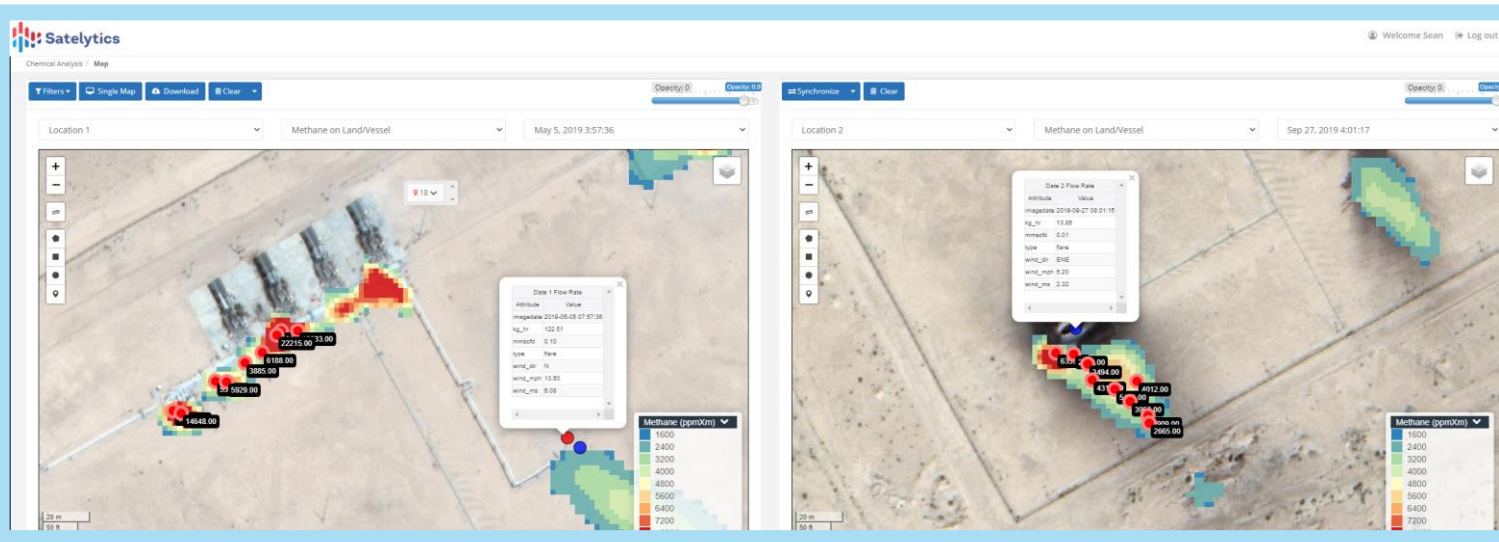 Satelytics
Welcome Sean Log out
Chemical Analysis / Map
Filters Single Map Download Clear
Opacity: 0 Opacity: 0.9
Location 1 Methane on Land/Vessel May 5, 2019 3:57:36
+
−
18
22215.00
6188.00
3885.00
5929.00
14648.00
Date 1 Flow Rate
Attribute Value
imagedate 2019-05-05 07:57:36
kg_hr 122.51
mmscfd 0.10
type flare
wind_dir N
wind_mph 13.60
wind_ms 6.08
Methane (ppmXm)
1600
2400
3200
4000
4800
5600
6400
7200
20 m
50 ft
Synchronize Clear
Opacity: 0
Location 2 Methane on Land/Vessel Sep 27, 2019 4:01:17
+
−
Date 2 Flow Rate
Attribute Value
imagedate 2019-09-27 08:01:15
kg_hr 13.85
mmscfd 0.01
type flare
wind_dir ENE
wind_mph 5.20
wind_ms 2.32
3494.00
4012.00
2665.00
Methane (ppmXm)
1600
2400
3200
4000
4800
5600
6400
7200
20 m
50 ft